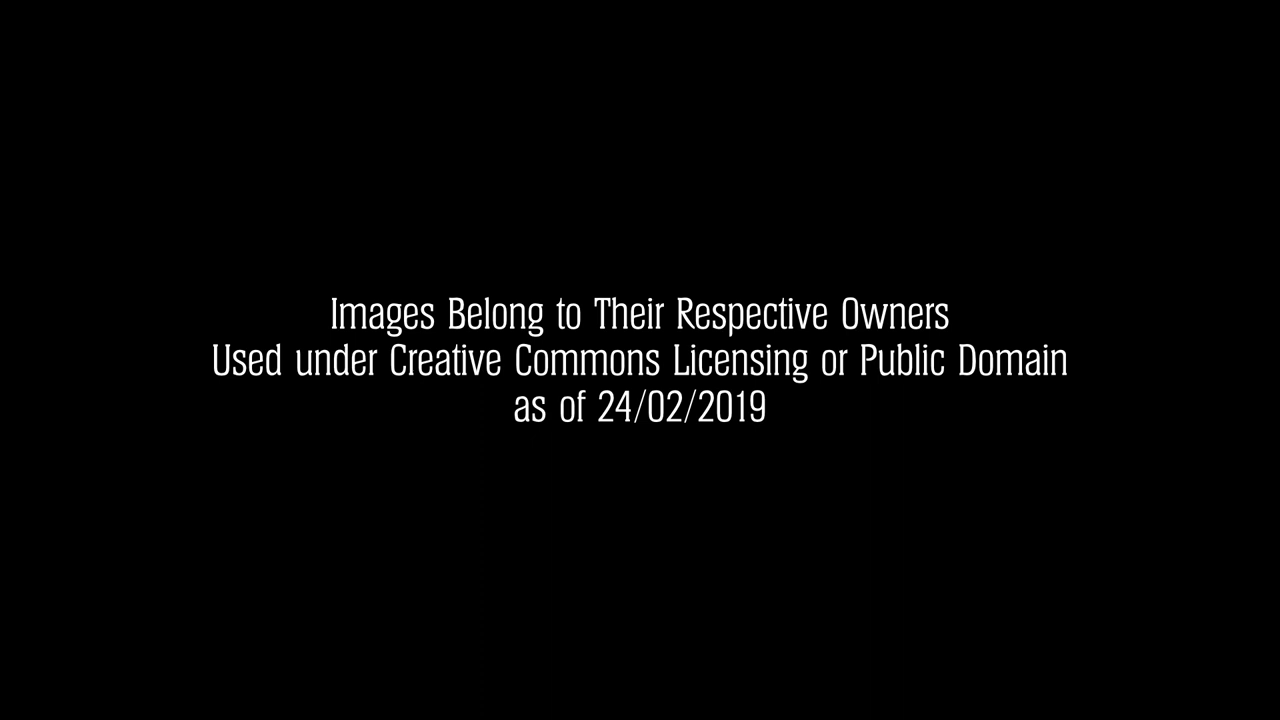 Images Belong to Their Respective Owners
Used under Creative Commons Licensing or Public Domain
as of 24/02/2019